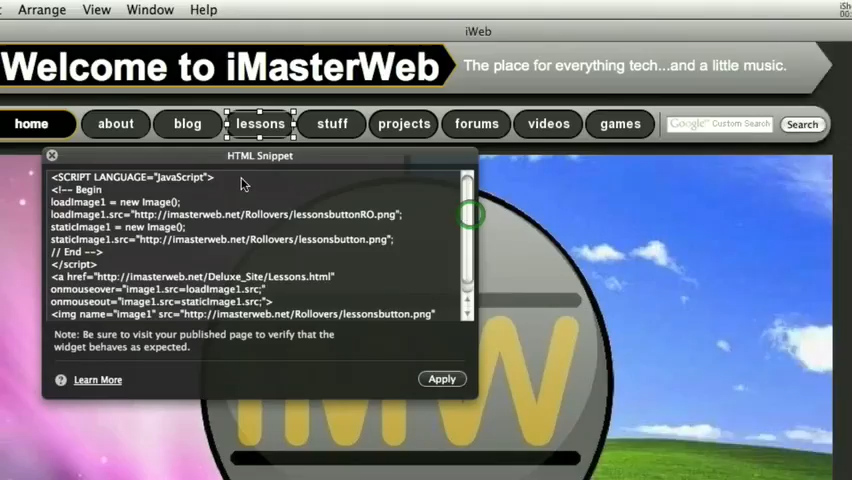 Arrange View Window Help
iWeb
Welcome to iMasterWeb
The place for everything tech...and a little music.
home about blog lessons stuff projects forums videos games Google™ Custom Search Search
HTML Snippet
<SCRIPT LANGUAGE="JavaScript">
<!-- Begin
loadImage1 = new Image();
loadImage1.src="http://imasterweb.net/Rollovers/lessonsbuttonRO.png";
staticImage1 = new Image();
staticImage1.src="http://imasterweb.net/Rollovers/lessonsbutton.png";
// End -->
</script>
<a href="http://imasterweb.net/Deluxe_Site/Lessons.html"
onmouseover="image1.src=loadImage1.src;"
onmouseout="image1.src=staticImage1.src;">
<img name="image1" src="http://imasterweb.net/Rollovers/lessonsbutton.png"
Note: Be sure to visit your published page to verify that the
widget behaves as expected.
? Learn More
Apply
iMW